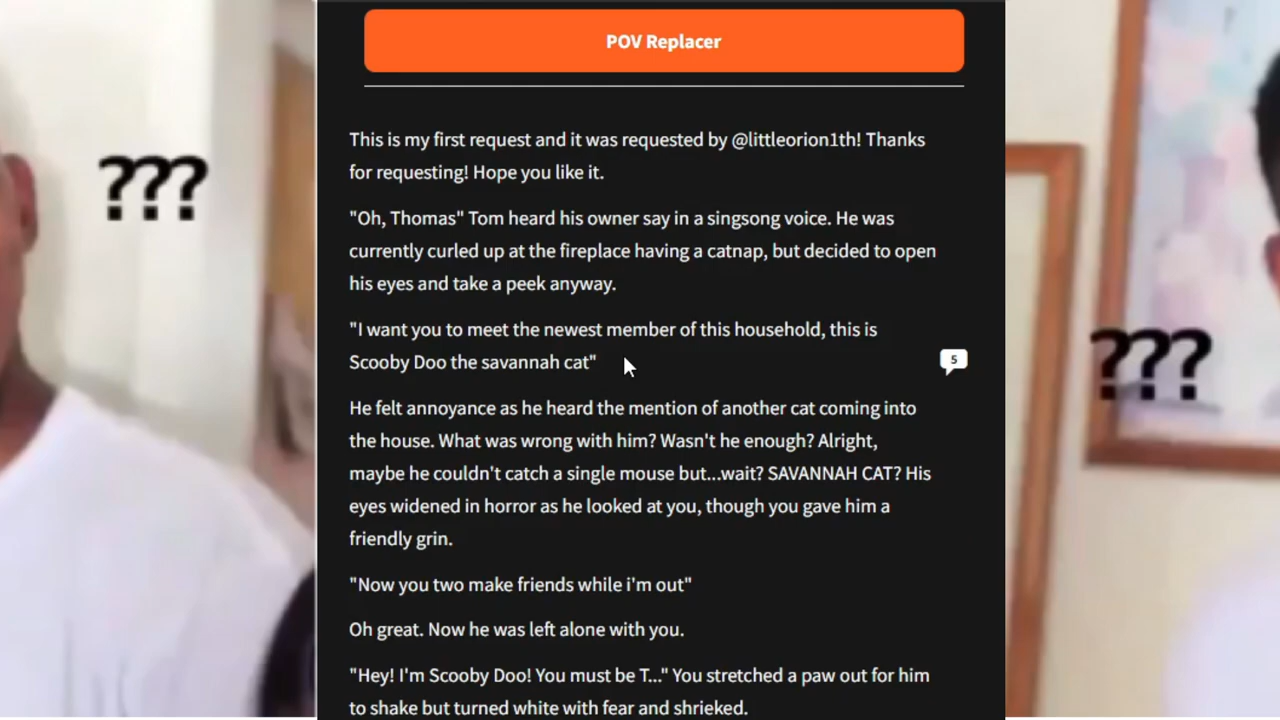 POV Replacer
This is my first request and it was requested by @littleorion1th! Thanks
for requesting! Hope you like it.
"Oh, Thomas" Tom heard his owner say in a singsong voice. He was
currently curled up at the fireplace having a catnap, but decided to open
his eyes and take a peek anyway.
"I want you to meet the newest member of this household, this is
Scooby Doo the savannah cat"
5
He felt annoyance as he heard the mention of another cat coming into
the house. What was wrong with him? Wasn't he enough? Alright,
maybe he couldn't catch a single mouse but...wait? SAVANNAH CAT? His
eyes widened in horror as he looked at you, though you gave him a
friendly grin.
"Now you two make friends while i'm out"
Oh great. Now he was left alone with you.
"Hey! I'm Scooby Doo! You must be T..." You stretched a paw out for him
to shake but turned white with fear and shrieked.
???
???